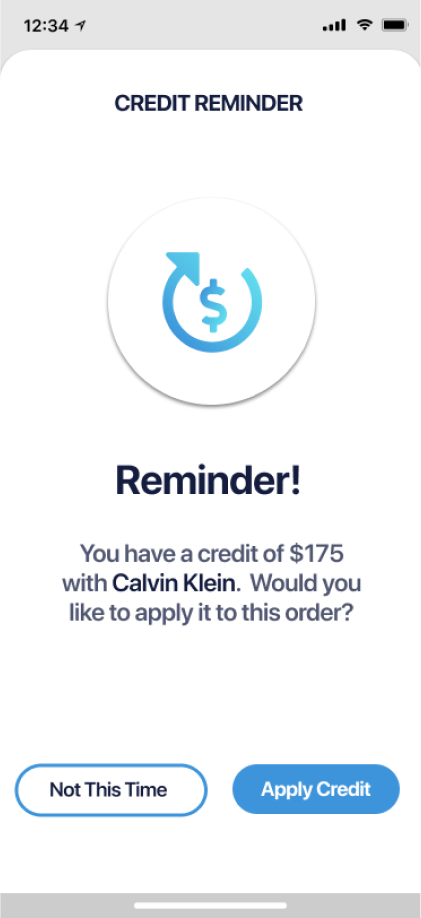 12:34
CREDIT REMINDER
$
Reminder!
You have a credit of $175
with Calvin Klein.  Would you
like to apply it to this order?
Not This Time
Apply Credit